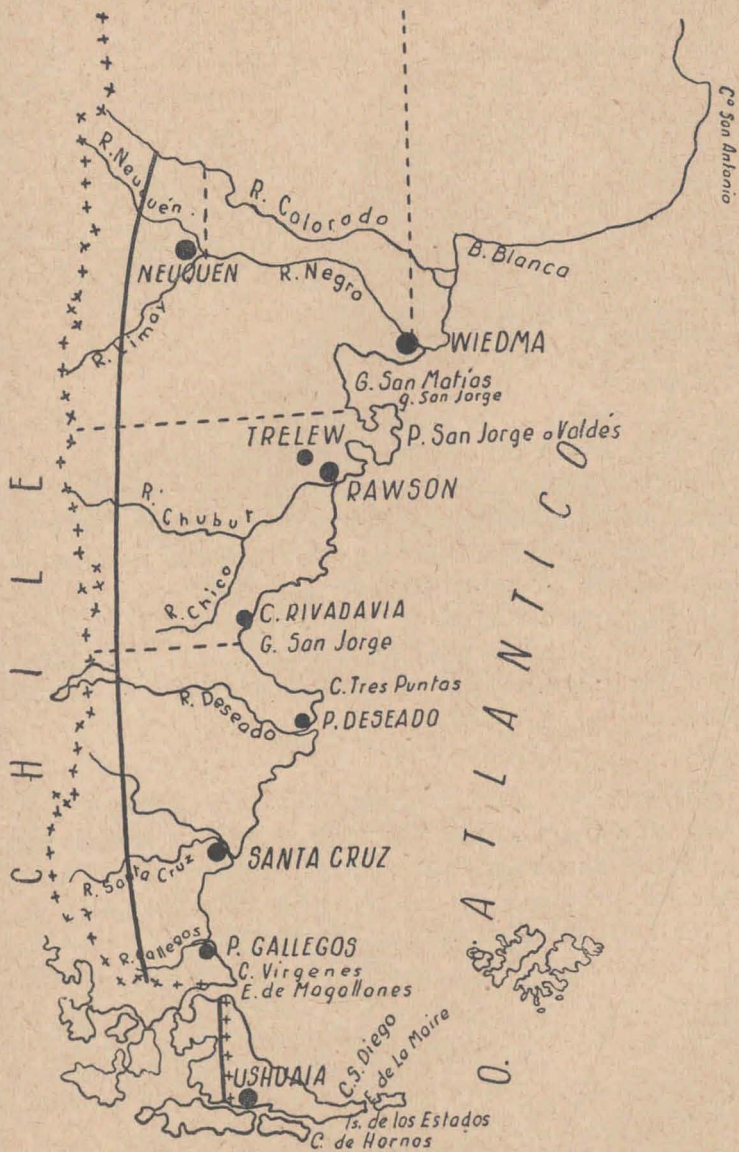 Cº San Antonio
R. Neuquén.
R. Colorado
B. Blanca
NEUQUEN
R. Negro
R. Limay
WIEDMA
G. San Matías
g. San Jorge
P. San Jorge o Valdés
TRELEW
RAWSON
R. Chubut
R. Chico
C. RIVADAVIA
G. San Jorge
C. Tres Puntas
R. Deseado
P. DESEADO
CHILE
O. ATLANTICO
SANTA CRUZ
R. Santa Cruz
R. Gallegos
P. GALLEGOS
C. Virgenes
E. de Magallanes
C. S. Diego
E. de La Maire
USHUAIA
Is. de los Estados
C. de Hornos